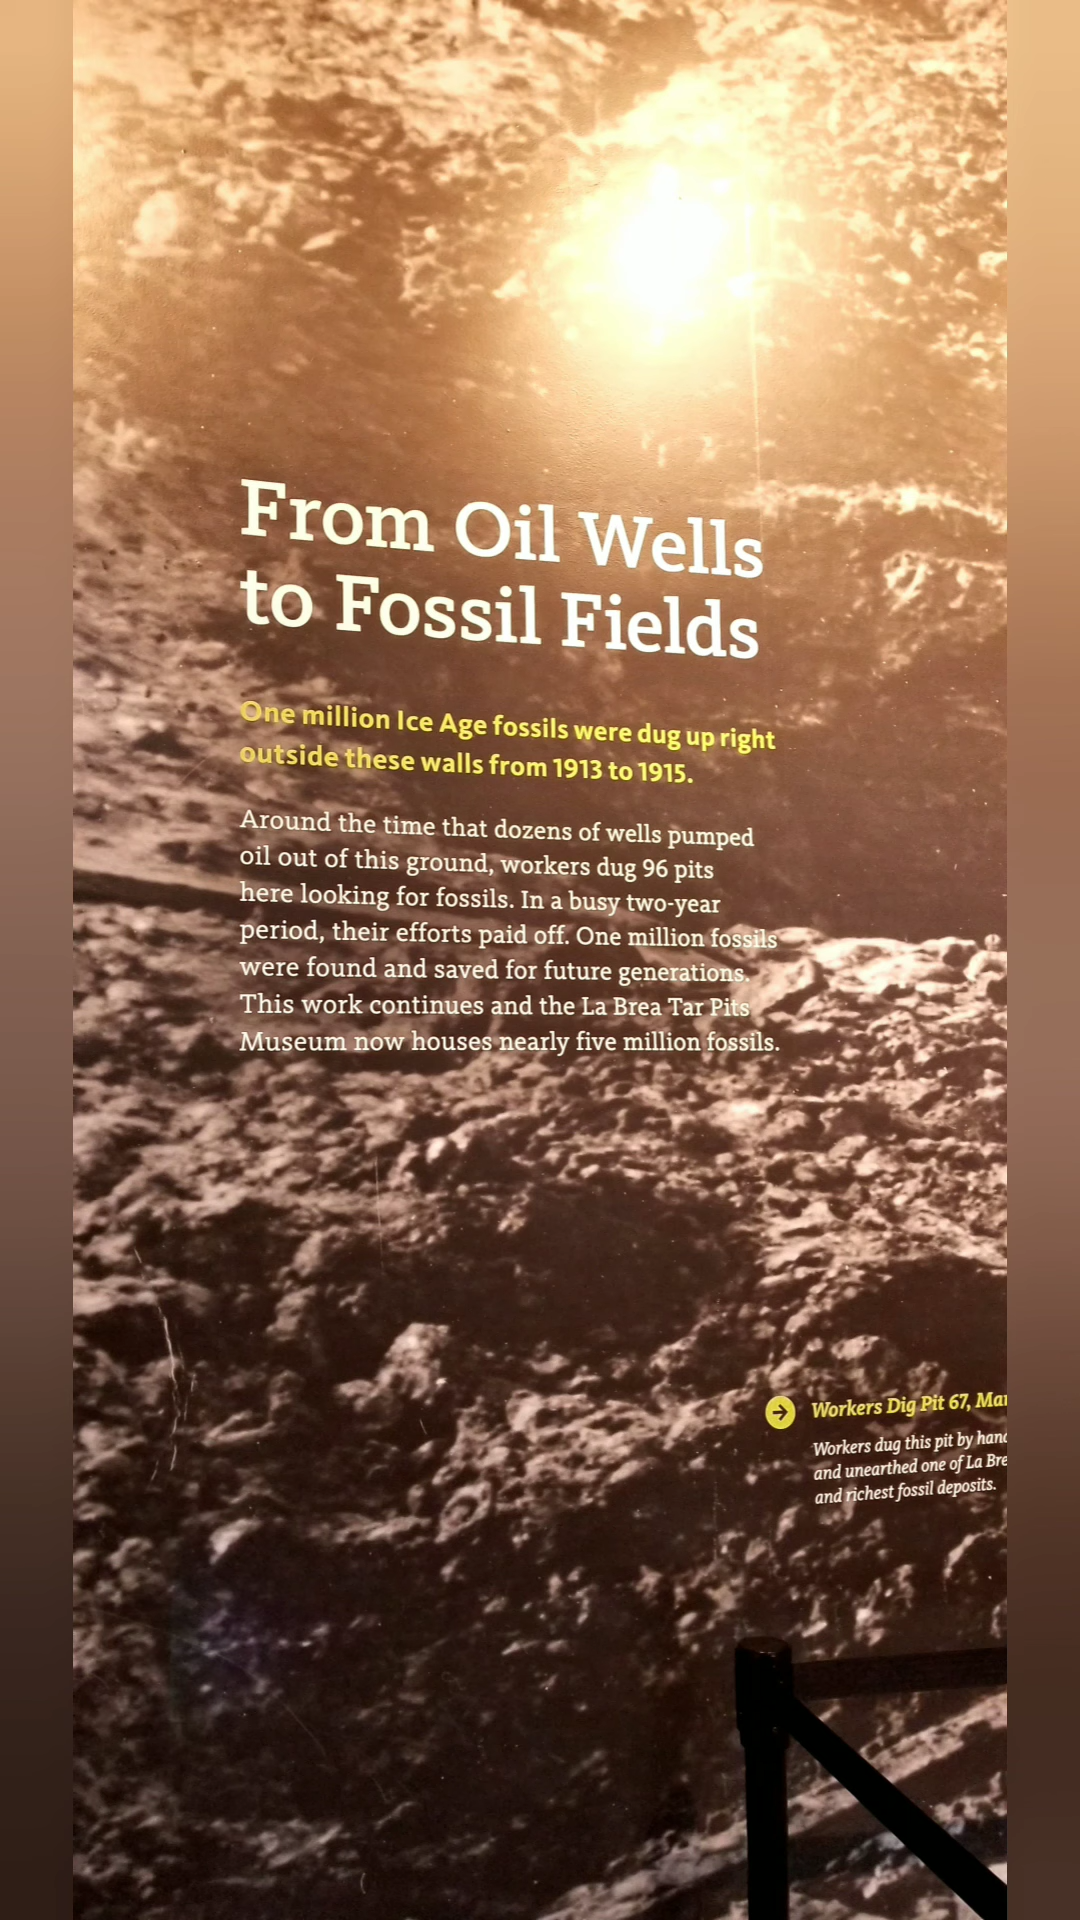 From Oil Wells
to Fossil Fields
One million Ice Age fossils were dug up right
outside these walls from 1913 to 1915.
Around the time that dozens of wells pumped
oil out of this ground, workers dug 96 pits
here looking for fossils. In a busy two-year
period, their efforts paid off. One million fossils
were found and saved for future generations.
This work continues and the La Brea Tar Pits
Museum now houses nearly five million fossils.
Workers Dig Pit 67,
Workers dug this pit by
and unearthed one of La
and richest fossil deposits.